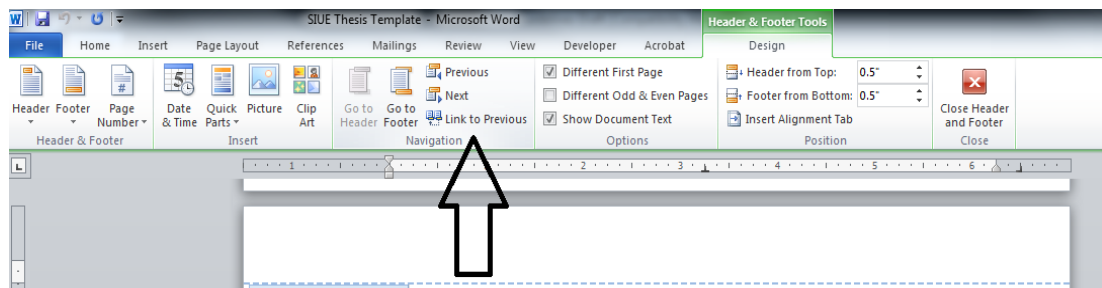 SIUE Thesis Template - Microsoft Word
Header & Footer Tools
File Home Insert Page Layout References Mailings Review View Developer Acrobat Design
Header Footer Page Number
Date & Time Quick Parts Picture Clip Art
Go to Header Go to Footer
Previous
Next
Link to Previous
Different First Page
Different Odd & Even Pages
Show Document Text
Header from Top: 0.5"
Footer from Bottom: 0.5"
Insert Alignment Tab
Close Header and Footer
Header & Footer Insert Navigation Options Position Close
1 1 2 3 4 5 6